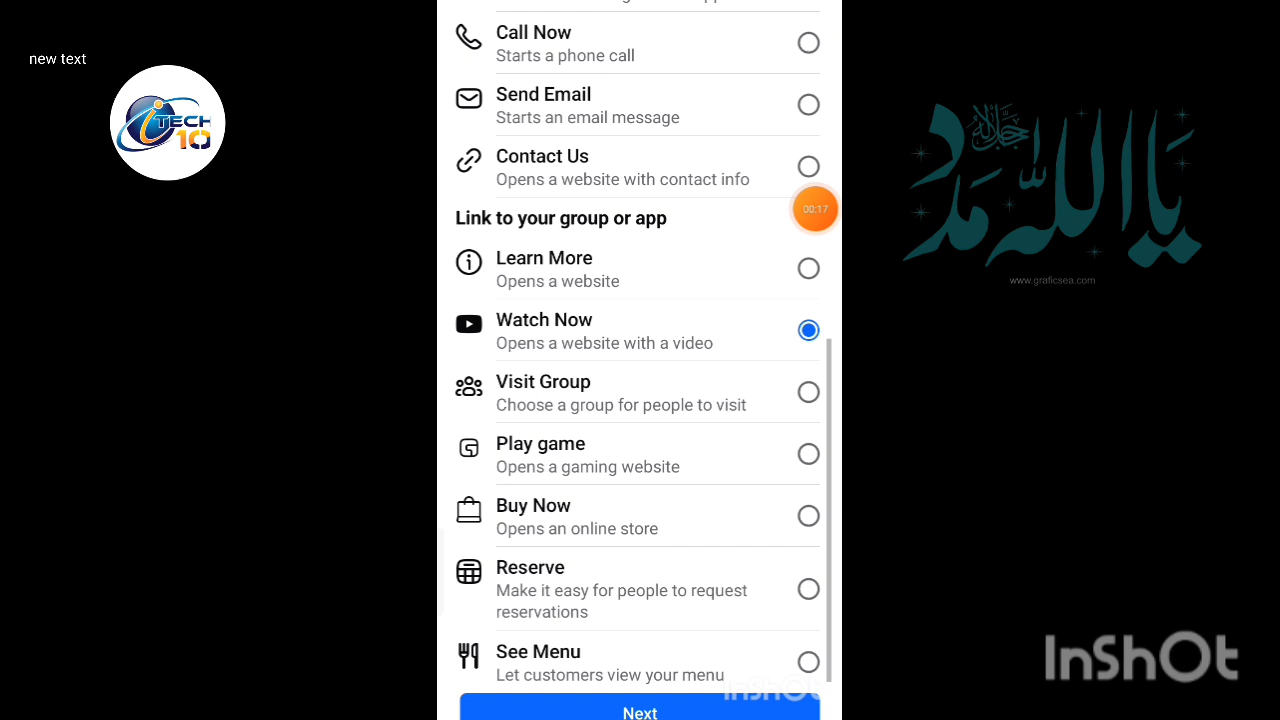 new text
iTECH
10
Call Now
Starts a phone call
Send Email
Starts an email message
Contact Us
Opens a website with contact info
00:17
Link to your group or app
Learn More
Opens a website
Watch Now
Opens a website with a video
Visit Group
Choose a group for people to visit
Play game
Opens a gaming website
Buy Now
Opens an online store
Reserve
Make it easy for people to request
reservations
See Menu
Let customers view your menu
Next
InShOt
يا الله جل جلاله مدد
www.graficsea.com
InShOt